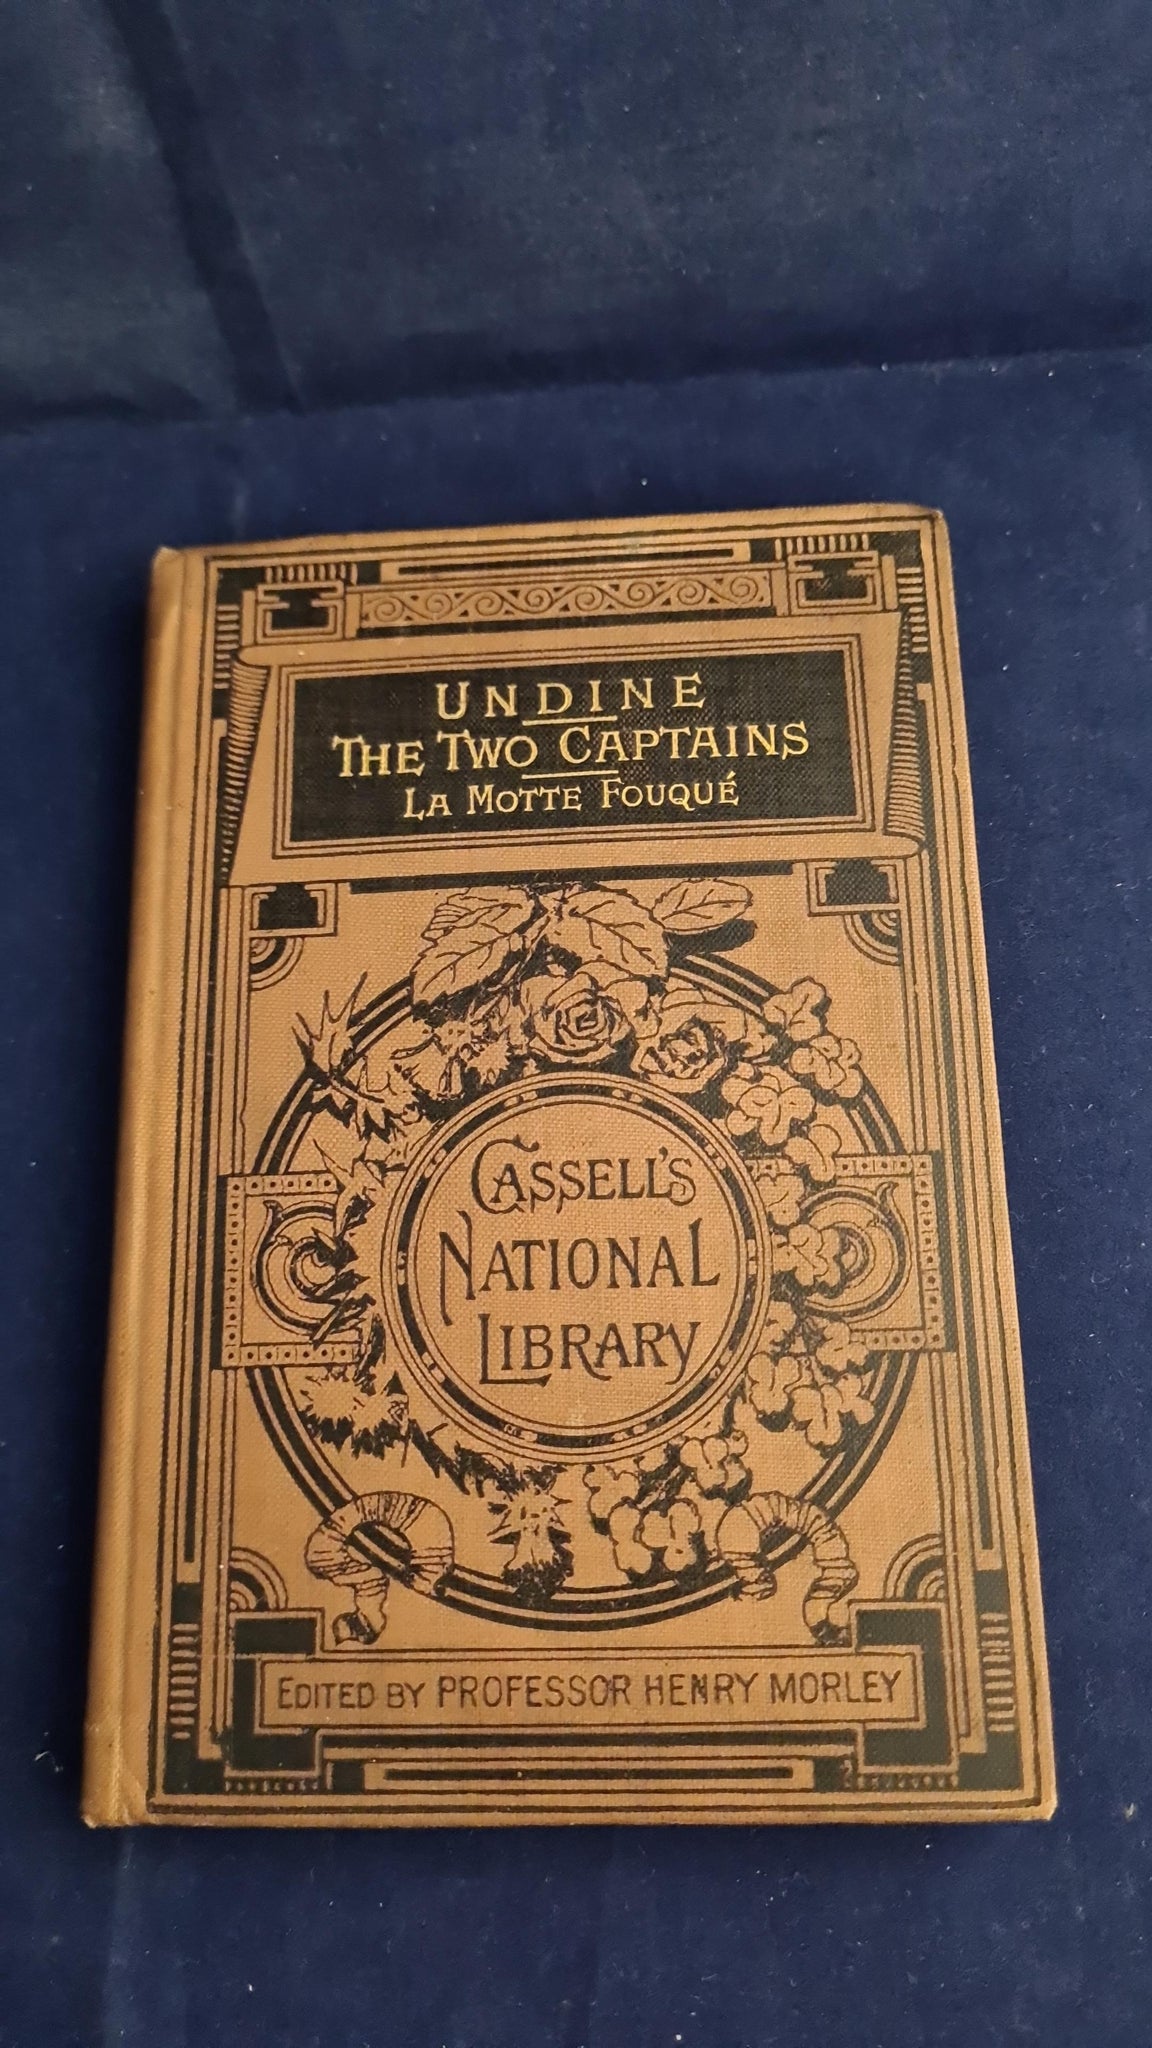 UNDINE
THE TWO CAPTAINS
LA MOTTE FOUQUÉ
CASSELL'S
NATIONAL
LIBRARY
EDITED BY PROFESSOR HENRY MORLEY